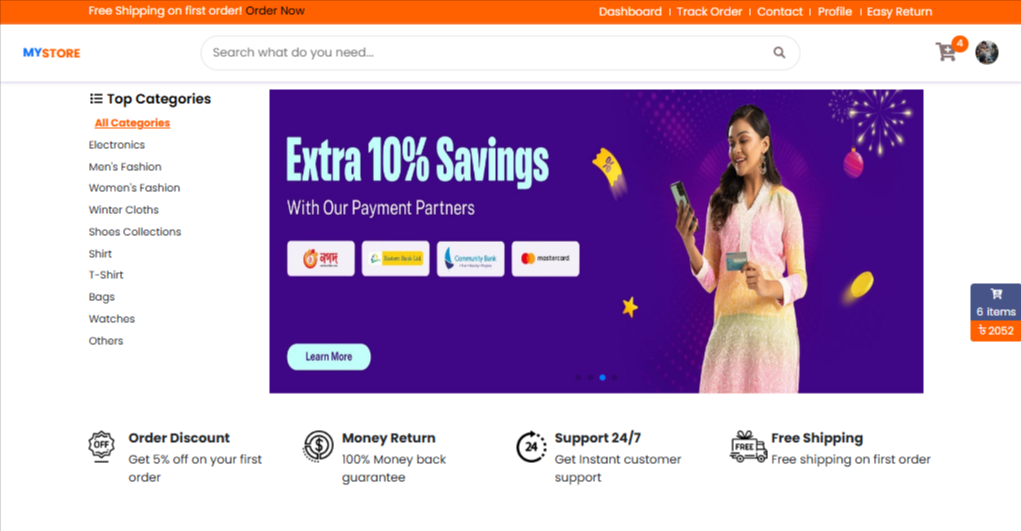 Free Shipping on first order! Order Now
Dashboard | Track Order | Contact | Profile | Easy Return
MYSTORE
Search what do you need...
4
Top Categories
All Categories
Electronics
Men's Fashion
Women's Fashion
Winter Cloths
Shoes Collections
Shirt
T-Shirt
Bags
Watches
Others
Extra 10% Savings
With Our Payment Partners
নগদ
Eastern Bank Ltd.
Community Bank
mastercard
Learn More
%
6 items
৳ 2052
OFF
Order Discount
Get 5% off on your first
order
$
Money Return
100% Money back
guarantee
24
Support 24/7
Get Instant customer
support
FREE
Free Shipping
Free shipping on first order